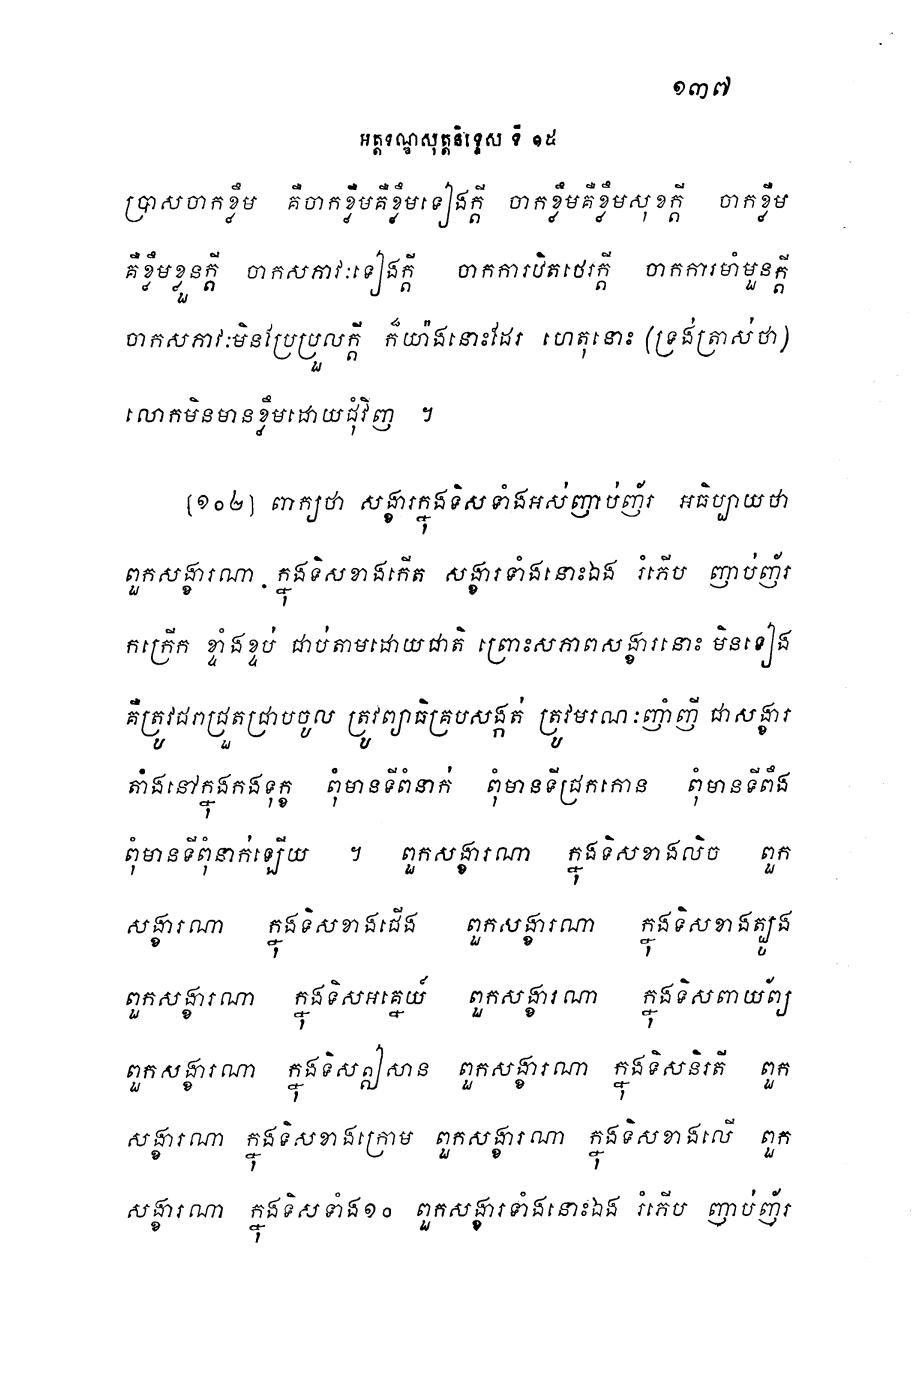 ១៣៧
អត្តទណ្ឌសុត្តនិទ្ទេស ទី ១៥
ប្រាសចាកខ្លឹម គឺចាកខ្លឹមគឺខ្លឹមទៀងក្តី ចាកខ្លឹមគឺខ្លឹមសុខក្តី ចាកខ្លឹម
គឺខ្លឹមខ្លួនក្តី ចាកសភាវៈទៀងក្តី ចាកការឋិតថេរក្តី ចាកការមាំមួនក្តី
ចាកសភាវៈមិនប្រែប្រួលក្តី ក៏យ៉ាងនោះដែរ ហេតុនោះ (ទ្រង់ត្រាស់ថា)
លោកមិនមានខ្លឹមដោយជុំវិញ ។
[១០២] ពាក្យថា សង្ខារក្នុងទិសទាំងអស់ញាប់ញ័រ អធិប្បាយថា
ពួកសង្ខារណា ក្នុងទិសខាងកើត សង្ខារទាំងនោះឯង រំភើប ញាប់ញ័រ
កក្រើក ខ្ទាំងខ្ទប់ ជាប់តាមដោយជាតិ ព្រោះសភាពសង្ខារនោះ មិនទៀង
គឺត្រូវជរាជ្រួតជ្រាបចូល ត្រូវព្យាធិគ្របសង្កត់ ត្រូវមរណៈញាំញី ជាសង្ខារ
តាំងនៅក្នុងកងទុក្ខ ពុំមានទីពំនាក់ ពុំមានទីជ្រកកោន ពុំមានទីពឹង
ពុំមានទីពុំនាក់ឡើយ ។ ពួកសង្ខារណា ក្នុងទិសខាងលិច ពួក
សង្ខារណា ក្នុងទិសខាងជើង ពួកសង្ខារណា ក្នុងទិសខាងត្បូង
ពួកសង្ខារណា ក្នុងទិសអគ្នេយ៍ ពួកសង្ខារណា ក្នុងទិសពាយព្យ
ពួកសង្ខារណា ក្នុងទិសឦសាន ពួកសង្ខារណា ក្នុងទិសនិរតី ពួក
សង្ខារណា ក្នុងទិសខាងក្រោម ពួកសង្ខារណា ក្នុងទិសខាងលើ ពួក
សង្ខារណា ក្នុងទិសទាំង១០ ពួកសង្ខារទាំងនោះឯង រំភើប ញាប់ញ័រ